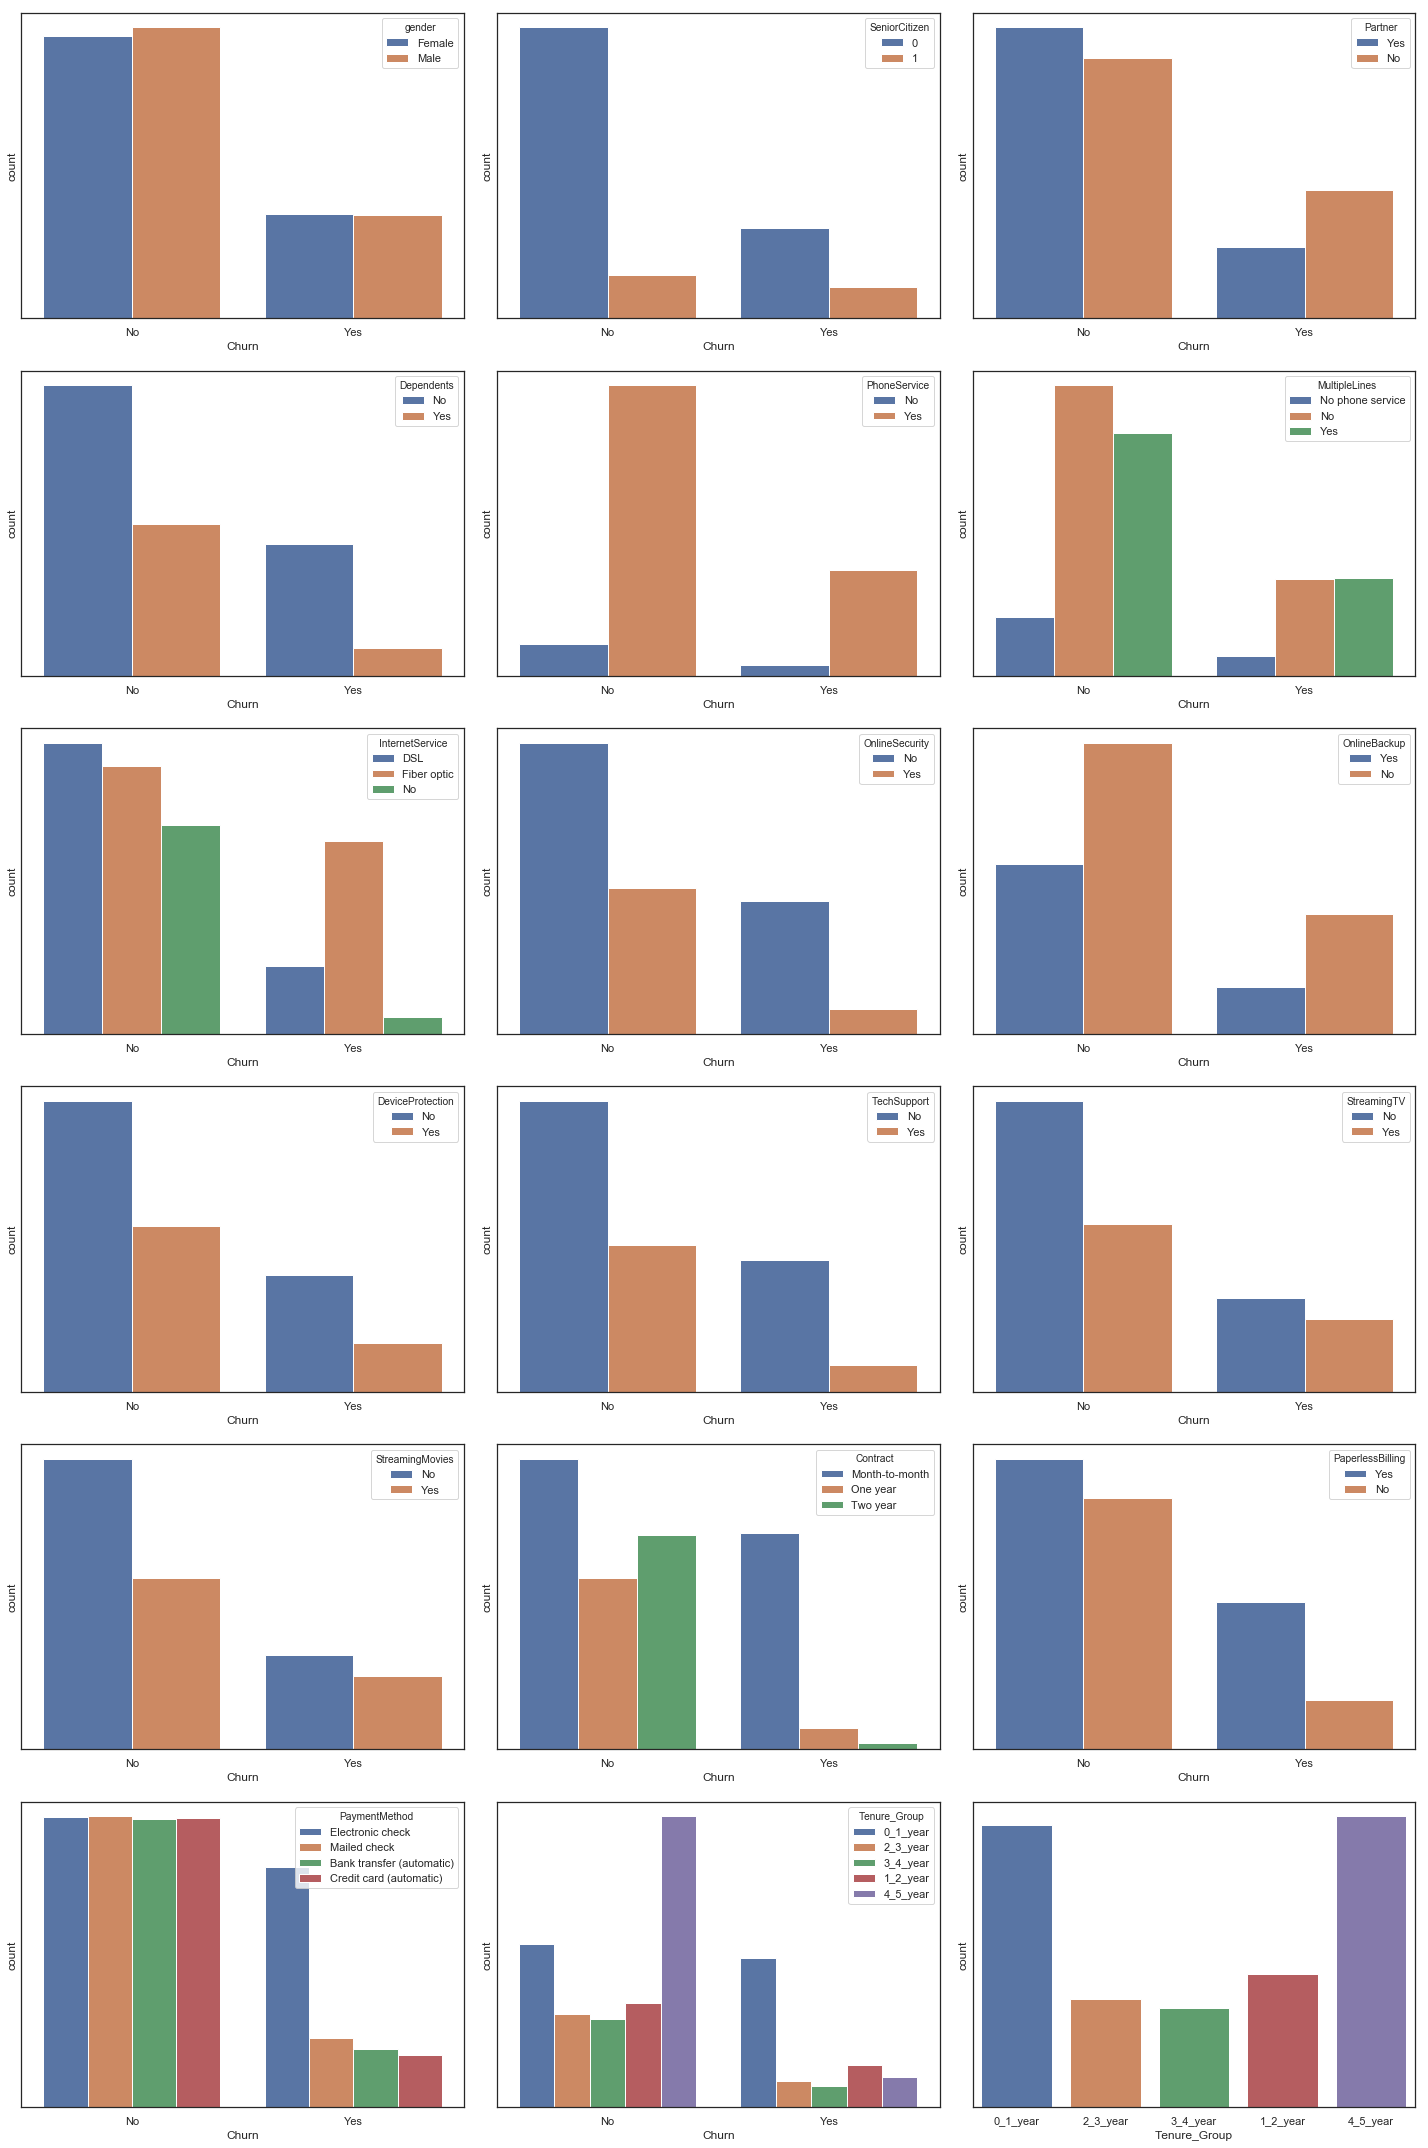 gender
Female
Male
count
No Yes
Churn
SeniorCitizen
0
1
count
No Yes
Churn
Partner
Yes
No
count
No Yes
Churn
Dependents
No
Yes
count
No Yes
Churn
PhoneService
No
Yes
count
No Yes
Churn
MultipleLines
No phone service
No
Yes
count
No Yes
Churn
InternetService
DSL
Fiber optic
No
count
No Yes
Churn
OnlineSecurity
No
Yes
count
No Yes
Churn
OnlineBackup
Yes
No
count
No Yes
Churn
DeviceProtection
No
Yes
count
No Yes
Churn
TechSupport
No
Yes
count
No Yes
Churn
StreamingTV
No
Yes
count
No Yes
Churn
StreamingMovies
No
Yes
count
No Yes
Churn
Contract
Month-to-month
One year
Two year
count
No Yes
Churn
PaperlessBilling
Yes
No
count
No Yes
Churn
PaymentMethod
Electronic check
Mailed check
Bank transfer (automatic)
Credit card (automatic)
count
No Yes
Churn
Tenure_Group
0_1_year
2_3_year
3_4_year
1_2_year
4_5_year
count
No Yes
Churn
count
0_1_year 2_3_year 3_4_year 1_2_year 4_5_year
Tenure_Group